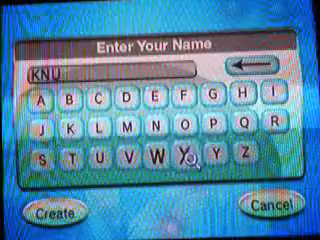 Enter Your Name
KNU
A B C D E F G H I
J K L M N O P Q R
S T U V W X Y Z
Create
Cancel